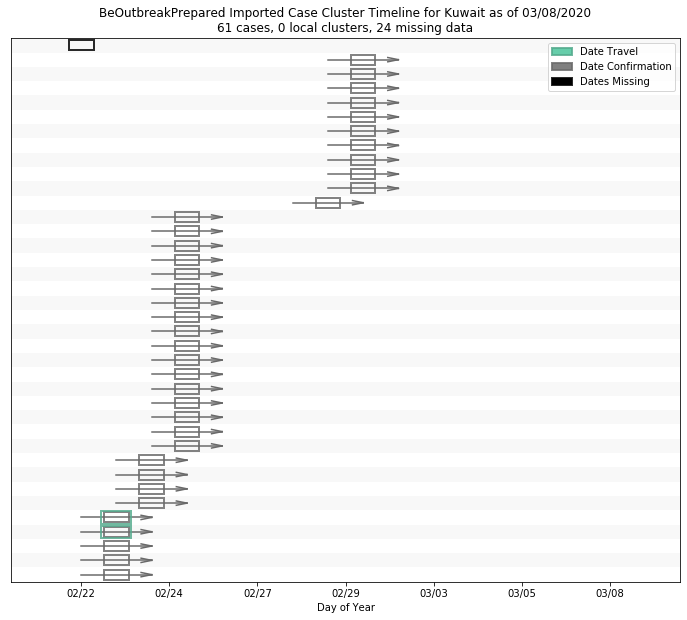 BeOutbreakPrepared Imported Case Cluster Timeline for Kuwait as of 03/08/2020
61 cases, 0 local clusters, 24 missing data
Date Travel
Date Confirmation
Dates Missing
02/22 02/24 02/27 02/29 03/03 03/05 03/08
Day of Year